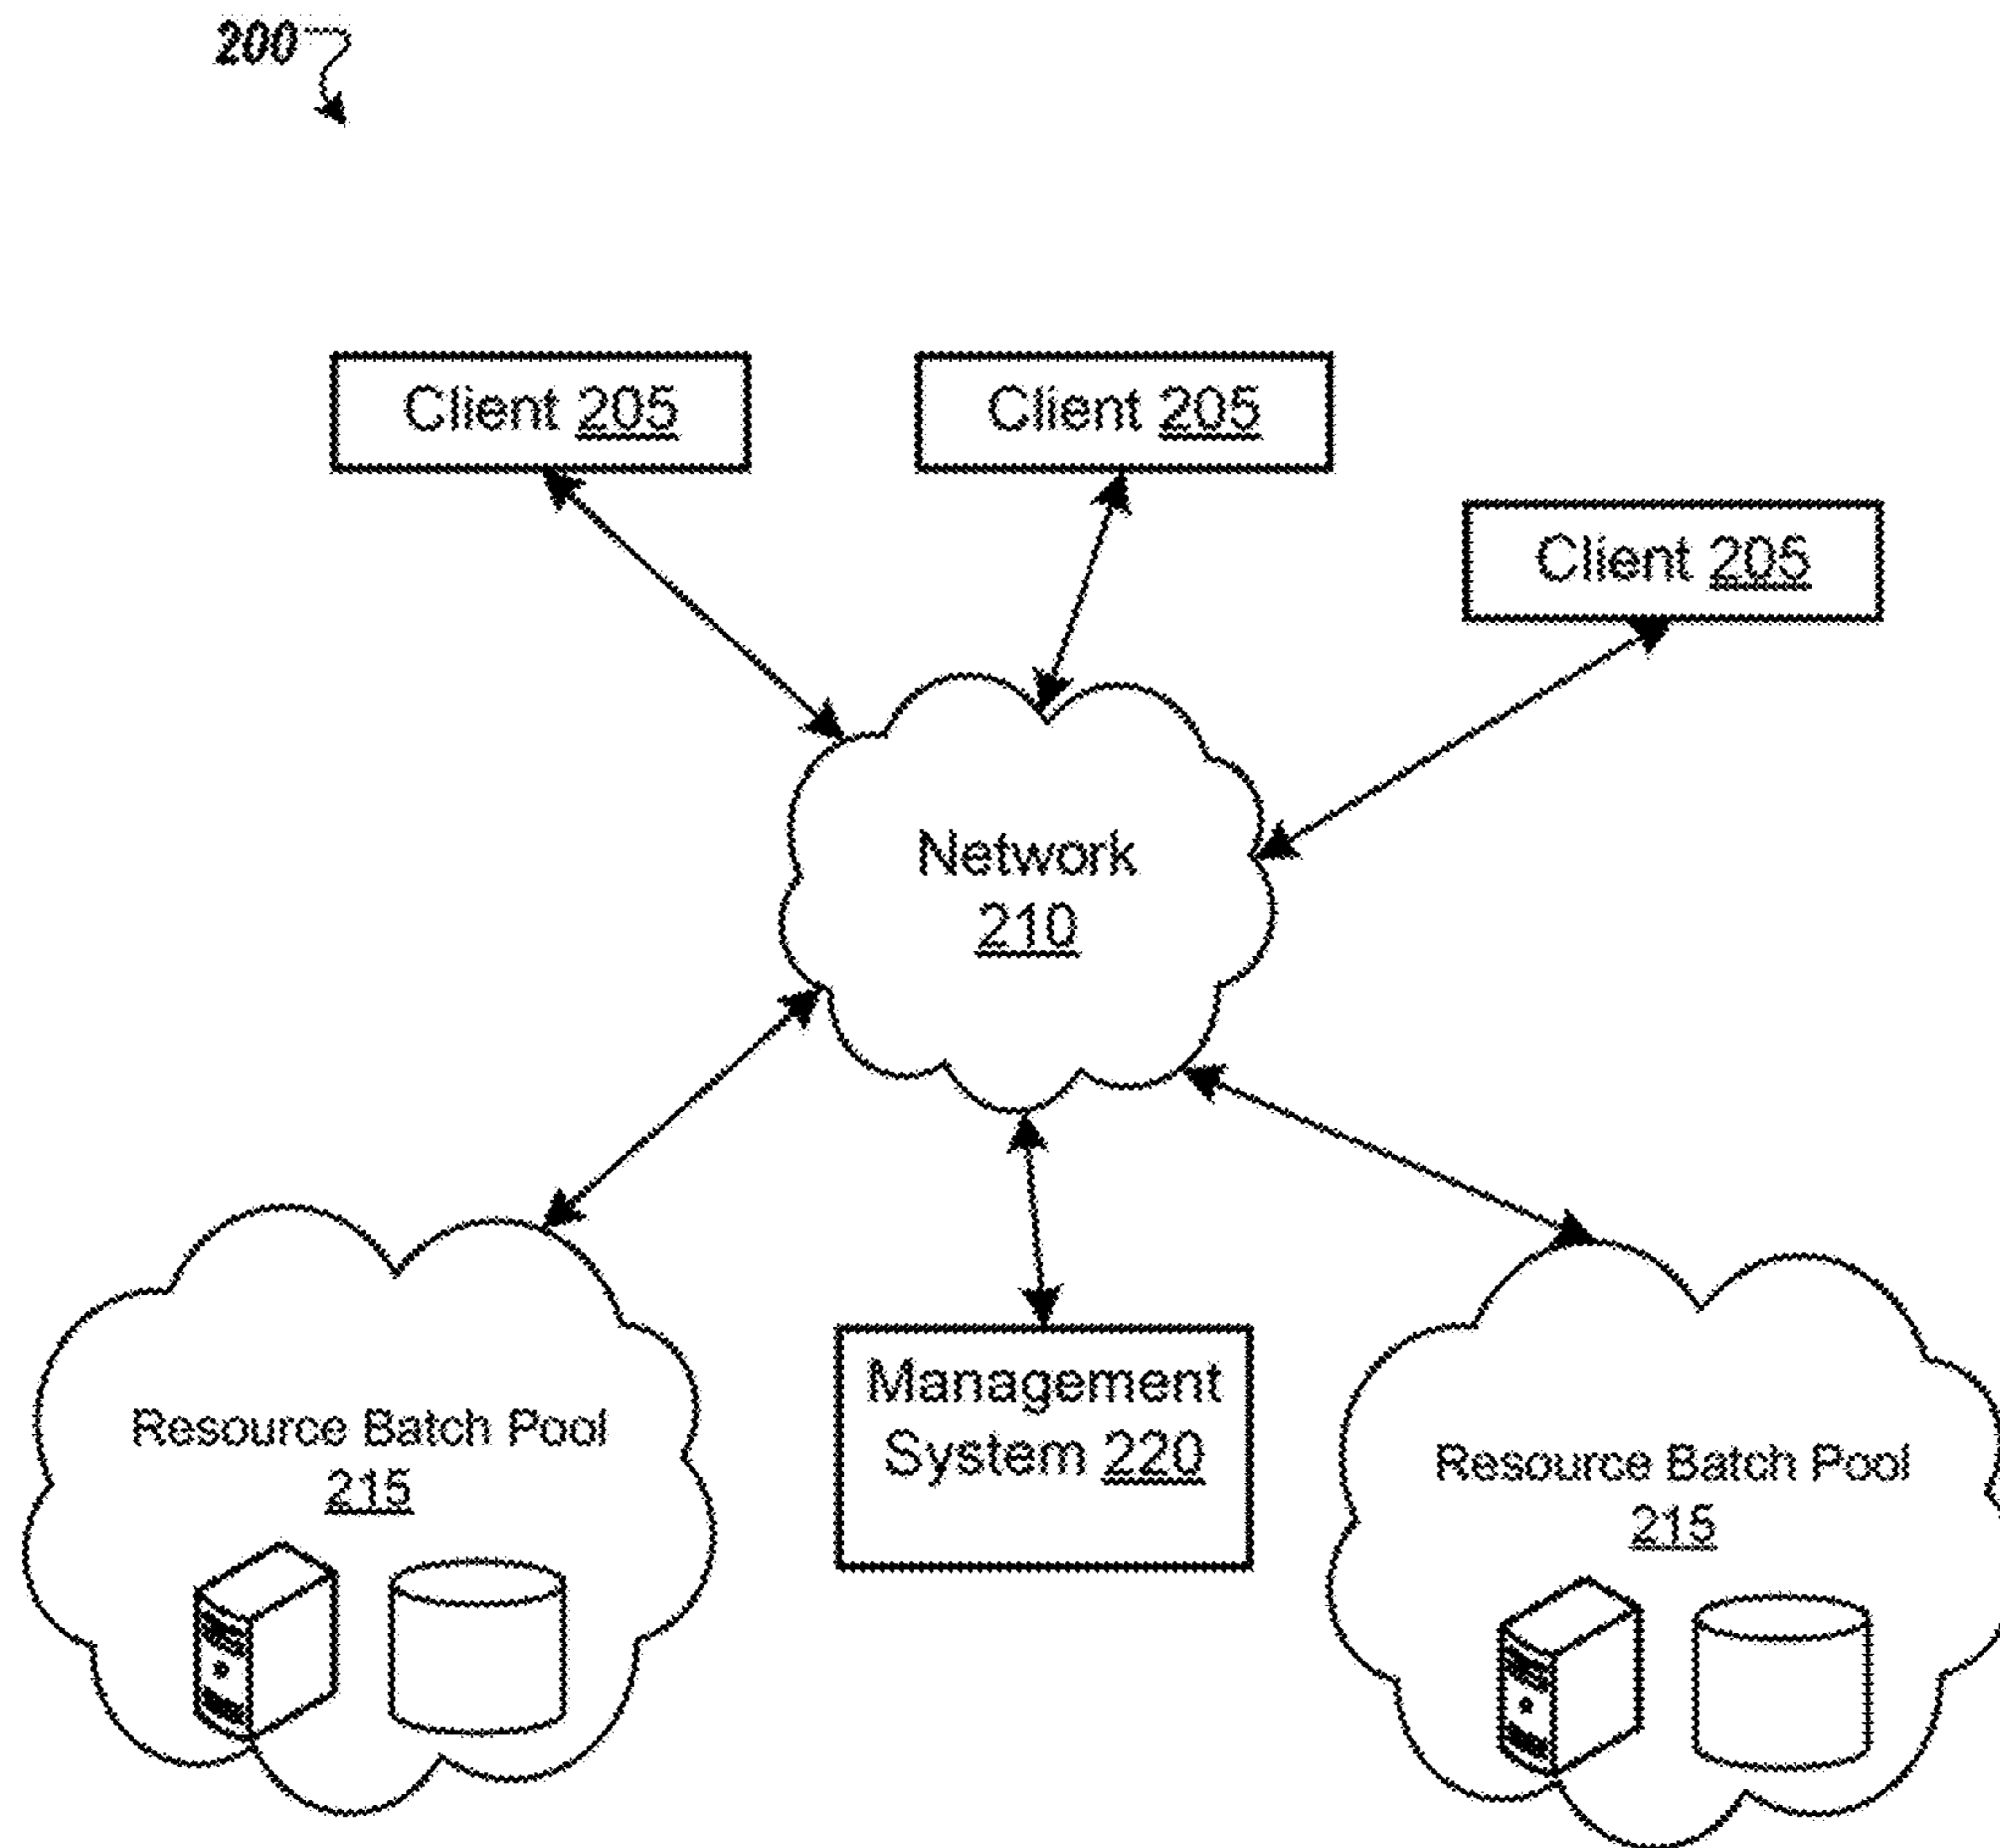 200
Client 205
Client 205
Client 205
Network
210
Resource Batch Pool
215
Management
System 220
Resource Batch Pool
215